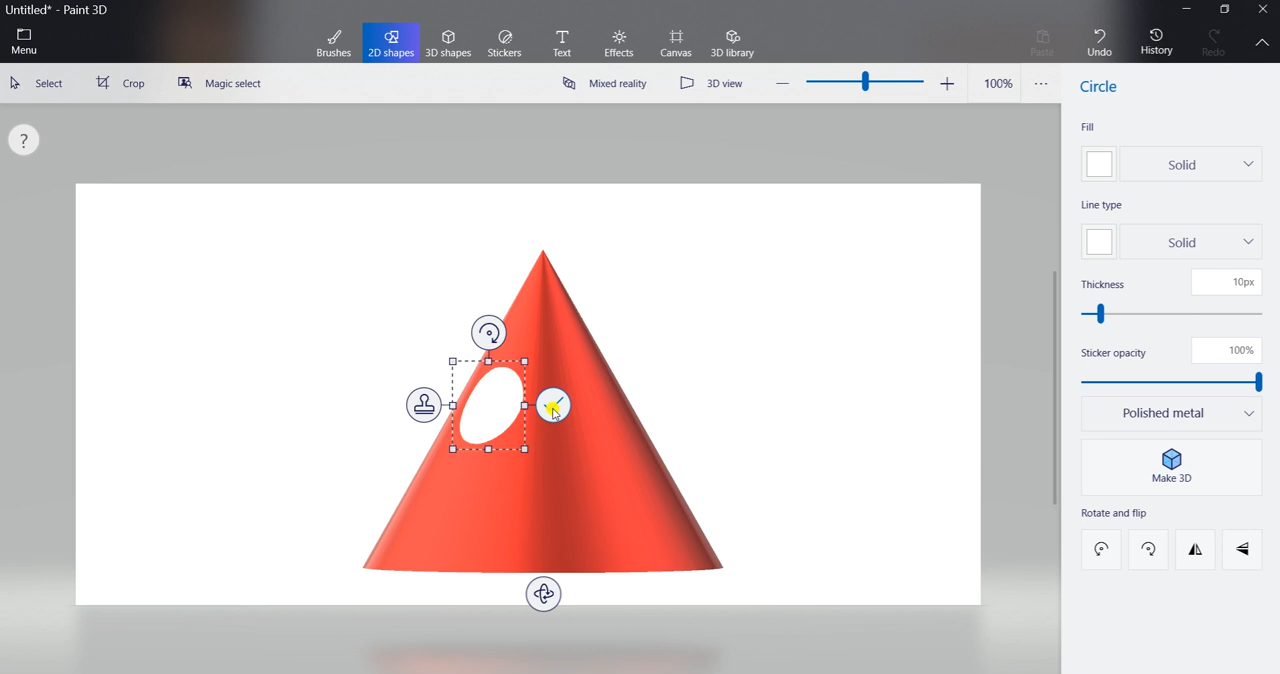 Untitled* - Paint 3D
Menu
Brushes
2D shapes
3D shapes
Stickers
Text
Effects
Canvas
3D library
Paste
Undo
History
Redo
Select
Crop
Magic select
Mixed reality
3D view
100%
?
Circle
Fill
Solid
Line type
Solid
Thickness
10px
Sticker opacity
100%
Polished metal
Make 3D
Rotate and flip